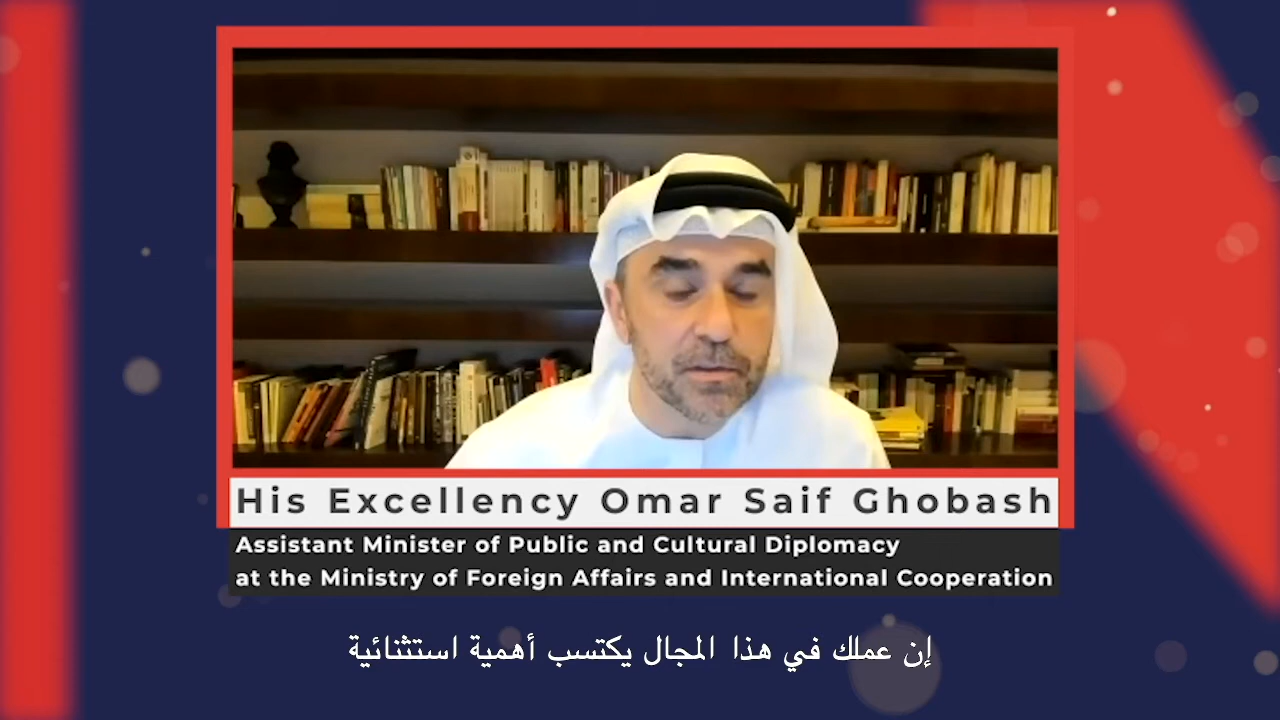 His Excellency Omar Saif Ghobash
Assistant Minister of Public and Cultural Diplomacy
at the Ministry of Foreign Affairs and International Cooperation
إن عملك في هذا المجال يكتسب أهمية استثنائية